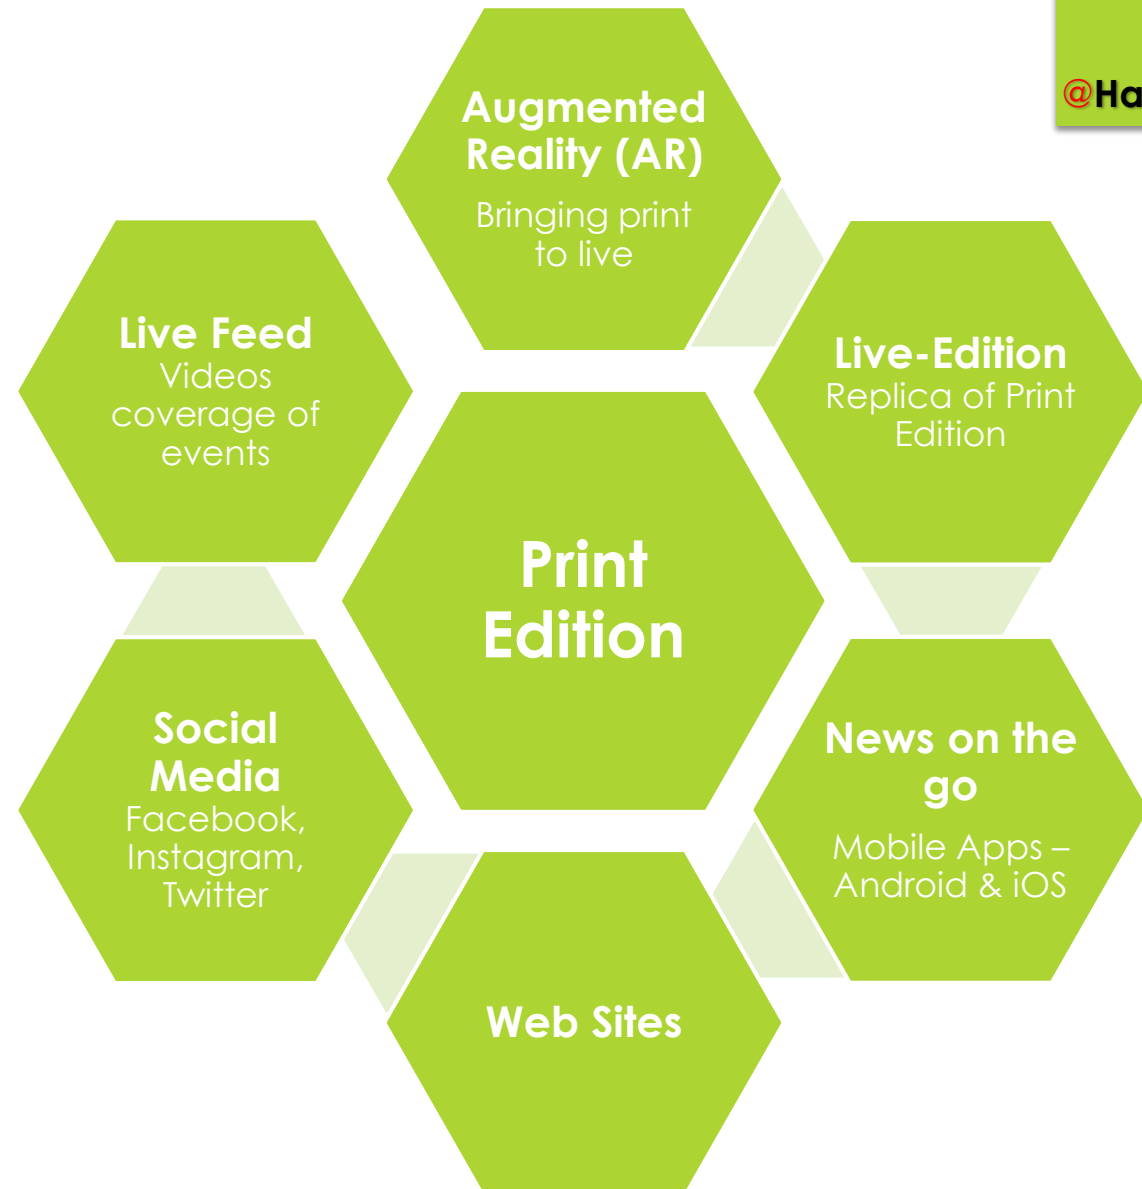 @Ha
Augmented
Reality (AR)
Bringing print
to live
Live Feed
Videos
coverage of
events
Live-Edition
Replica of Print
Edition
Print
Edition
Social
Media
Facebook,
Instagram,
Twitter
News on the
go
Mobile Apps –
Android & iOS
Web Sites